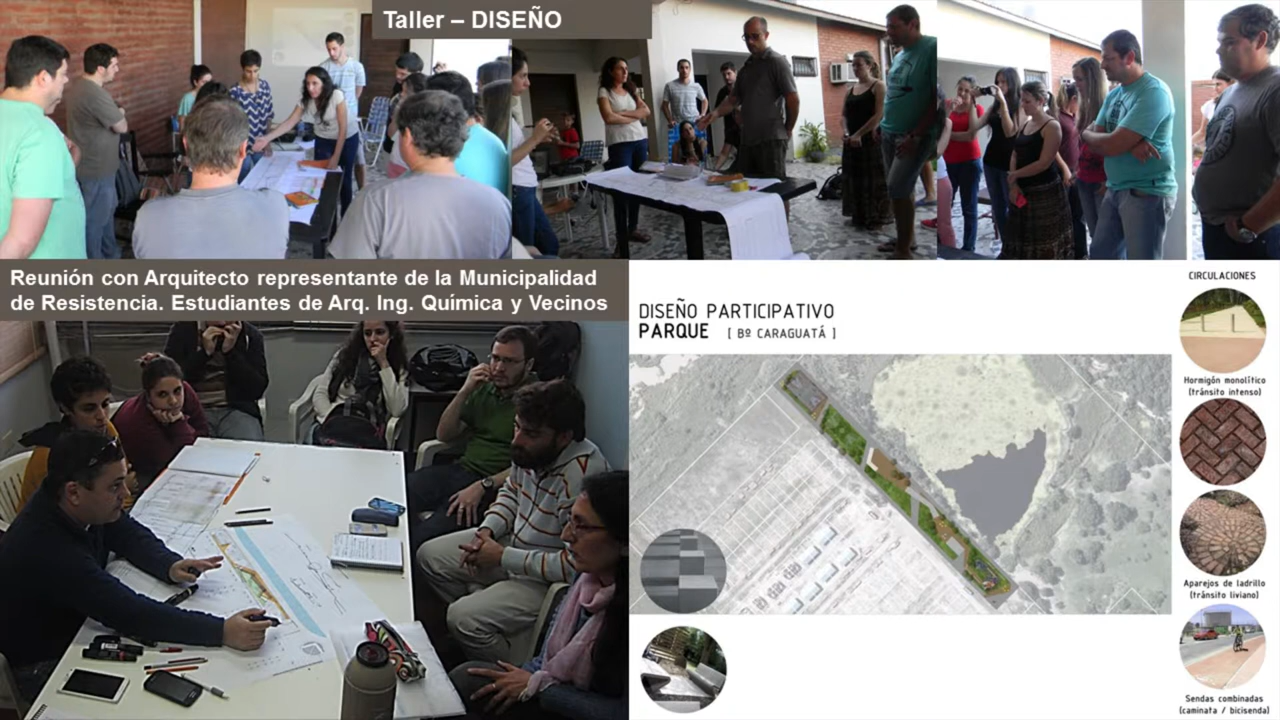 Taller – DISEÑO
Reunión con Arquitecto representante de la Municipalidad
de Resistencia. Estudiantes de Arq. Ing. Química y Vecinos
DISEÑO PARTICIPATIVO
PARQUE [ Bº CARAGUATÁ ]
CIRCULACIONES
Hormigón monolítico
(tránsito intenso)
Aparejos de ladrillo
(tránsito liviano)
Sendas combinadas
(caminata / bicisenda)